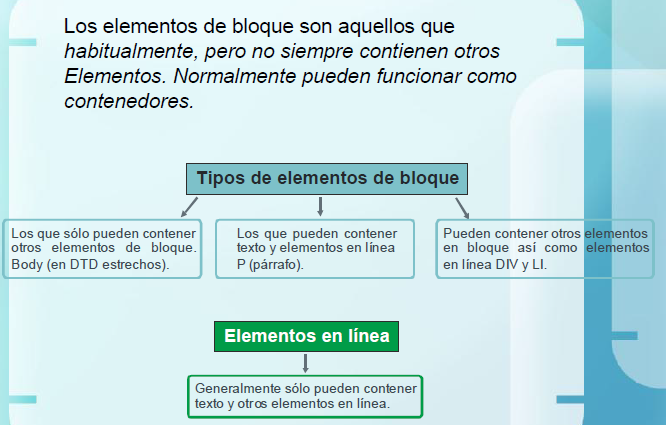 Los elementos de bloque son aquellos que
habitualmente, pero no siempre contienen otros
Elementos. Normalmente pueden funcionar como
contenedores.
Tipos de elementos de bloque
Los que sólo pueden contener
otros elementos de bloque.
Body (en DTD estrechos).
Los que pueden contener
texto y elementos en línea
P (párrafo).
Pueden contener otros elementos
en bloque así como elementos
en línea DIV y LI.
Elementos en línea
Generalmente sólo pueden contener
texto y otros elementos en línea.